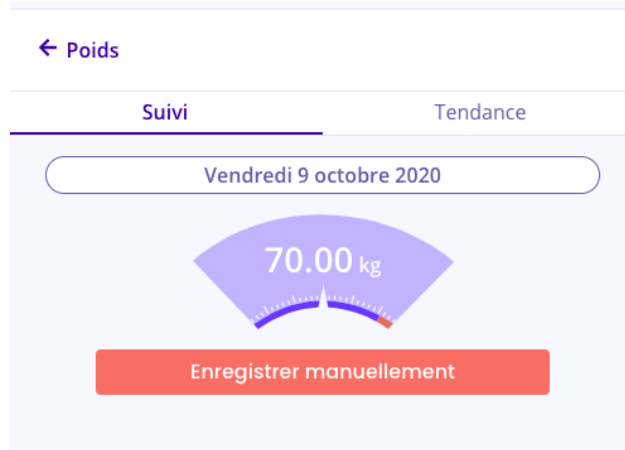 Poids
Suivi
Tendance
Vendredi 9 octobre 2020
70.00 kg
Enregistrer manuellement